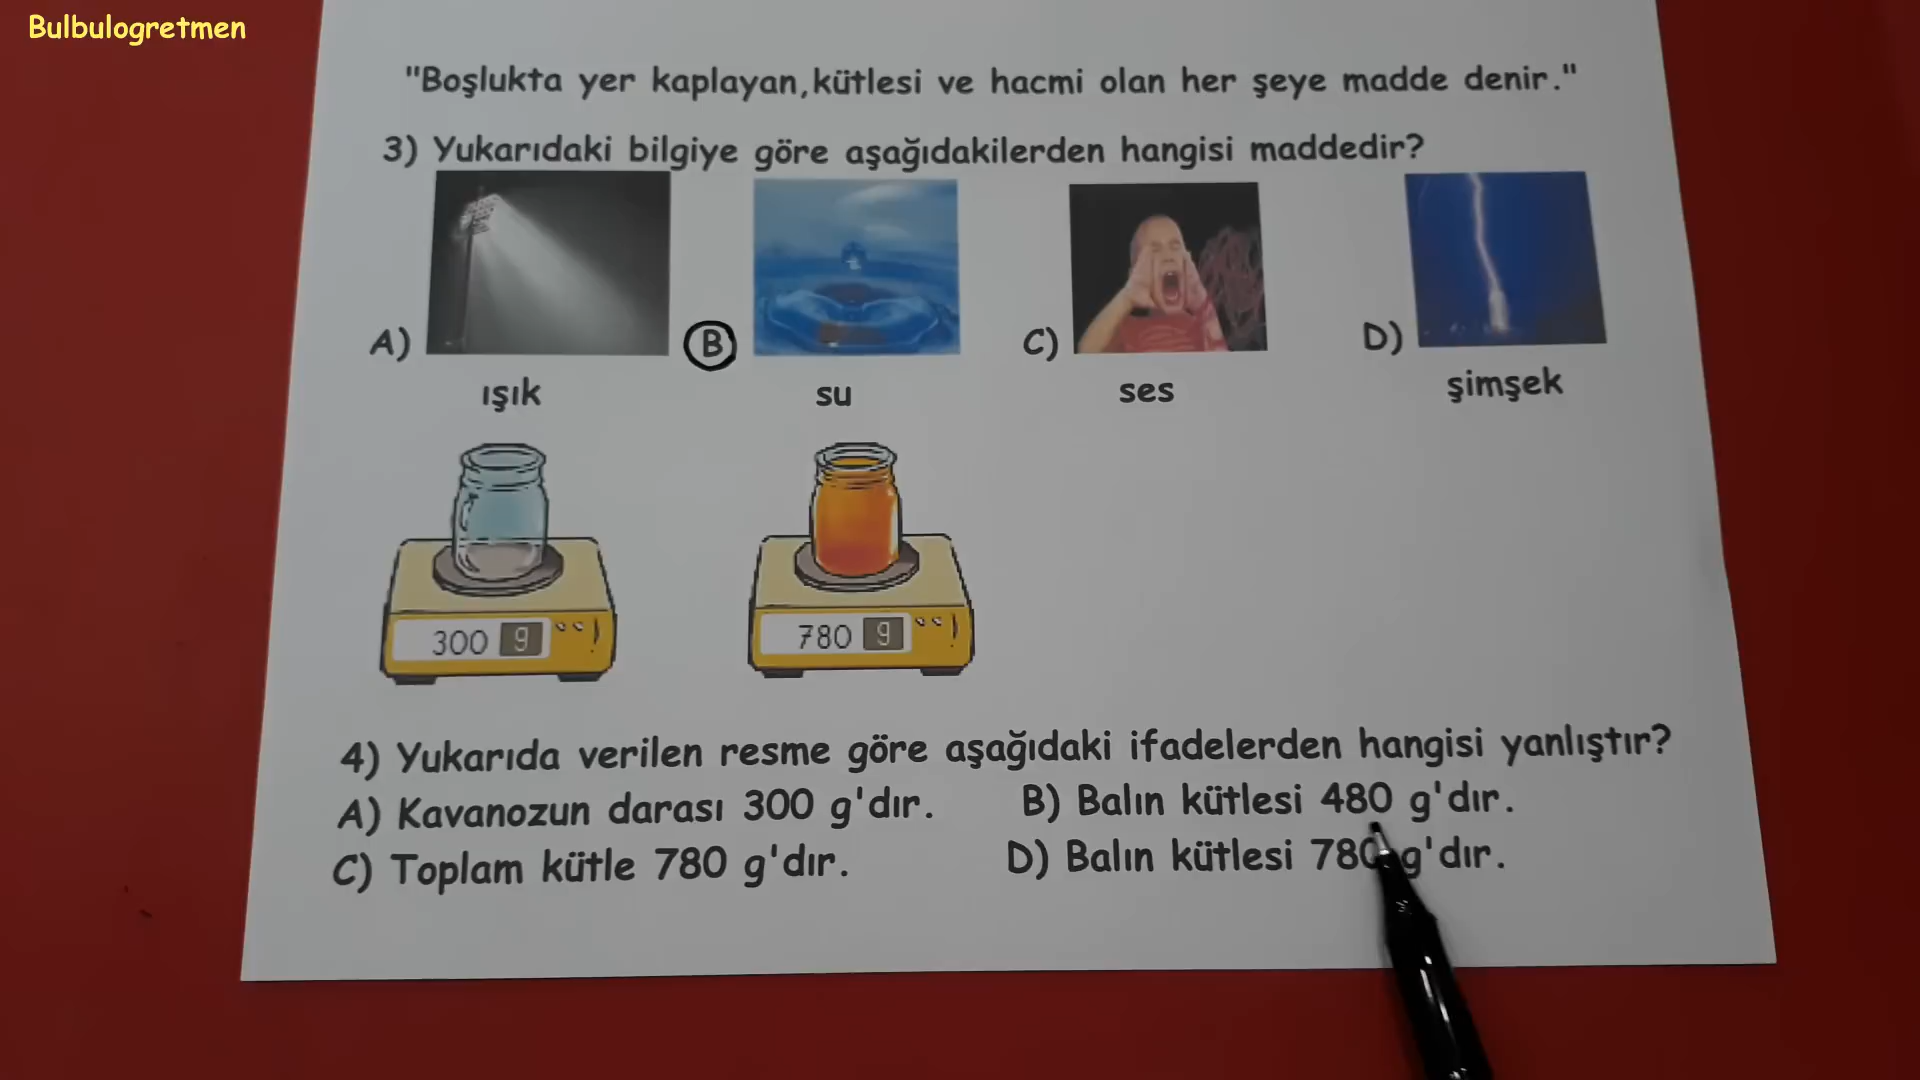 Bulbulogretmen
"Boşlukta yer kaplayan,kütlesi ve hacmi olan her şeye madde denir."
3) Yukarıdaki bilgiye göre aşağıdakilerden hangisi maddedir?
A) B) C) D)
ışık su ses şimşek
300 g 780 g
4) Yukarıda verilen resme göre aşağıdaki ifadelerden hangisi yanlıştır?
A) Kavanozun darası 300 g'dır. B) Balın kütlesi 480 g'dır.
C) Toplam kütle 780 g'dır. D) Balın kütlesi 780 g'dır.